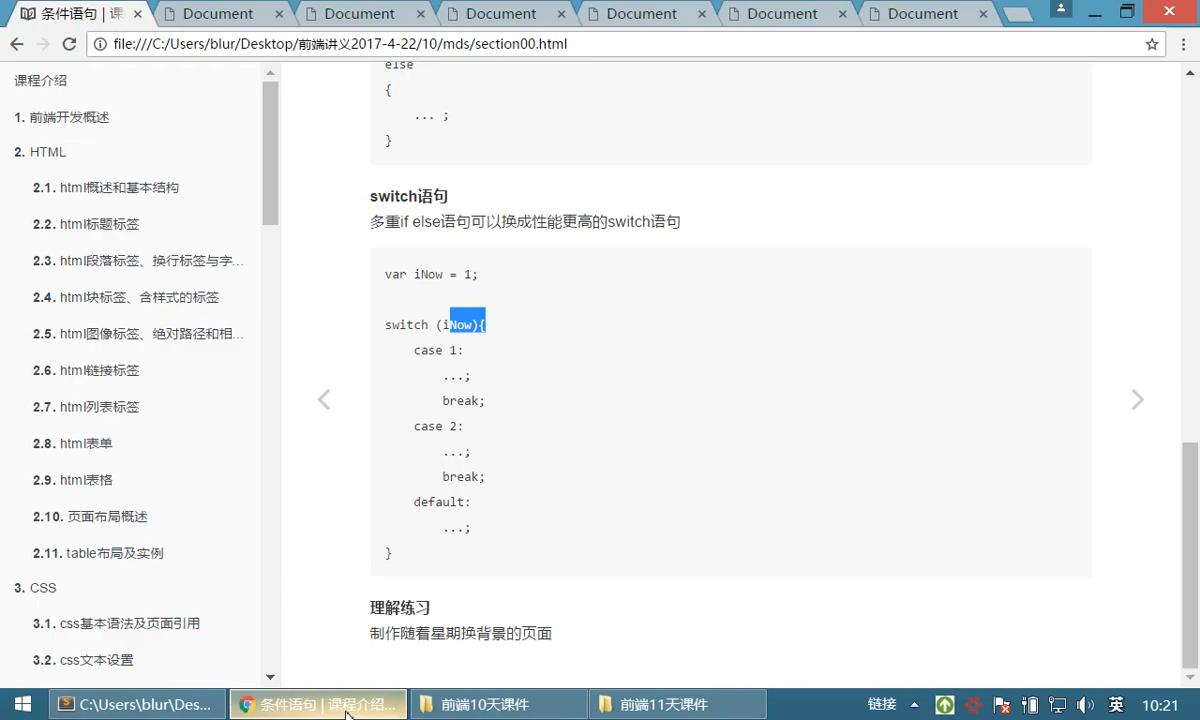 条件语句 | 课
Document
Document
Document
Document
Document
Document
file:///C:/Users/blur/Desktop/前端讲义2017-4-22/10/mds/section00.html
课程介绍
1. 前端开发概述
2. HTML
2.1. html概述和基本结构
2.2. html标题标签
2.3. html段落标签、换行标签与字...
2.4. html块标签、含样式的标签
2.5. html图像标签、绝对路径和相...
2.6. html链接标签
2.7. html列表标签
2.8. html表单
2.9. html表格
2.10. 页面布局概述
2.11. table布局及实例
3. CSS
3.1. css基本语法及页面引用
3.2. css文本设置
else
{
... ;
}
switch语句
多重if else语句可以换成性能更高的switch语句
var iNow = 1;
switch (iNow){
case 1:
...;
break;
case 2:
...;
break;
default:
...;
}
理解练习
制作随着星期换背景的页面
C:\Users\blur\Des...
条件语句 | 课程介绍...
前端10天课件
前端11天课件
链接
英
10:21